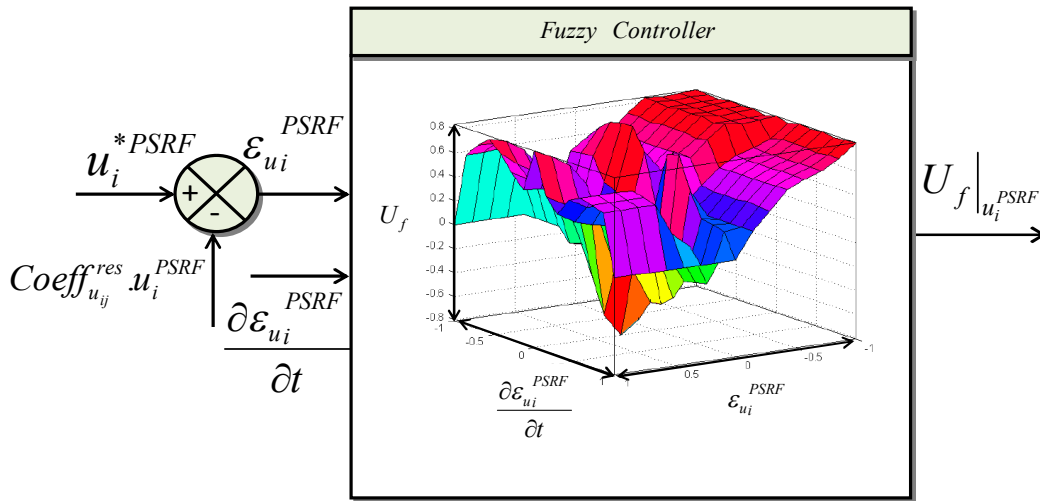 Fuzzy Controller
u_i^{*PSRF}
+
-
ε_{ui}^{PSRF}
Coeff_{u_{ij}}^{res}.u_i^{PSRF}
∂ε_{ui}^{PSRF}
∂t
U_f
0.8
0.6
0.4
0.2
0
-0.2
-0.4
-0.6
-0.8
-1
-0.5
0
1
1
0.5
0
-0.5
-1
∂ε_{ui}^{PSRF}
∂t
ε_{ui}^{PSRF}
U_f|_{u_i^{PSRF}}